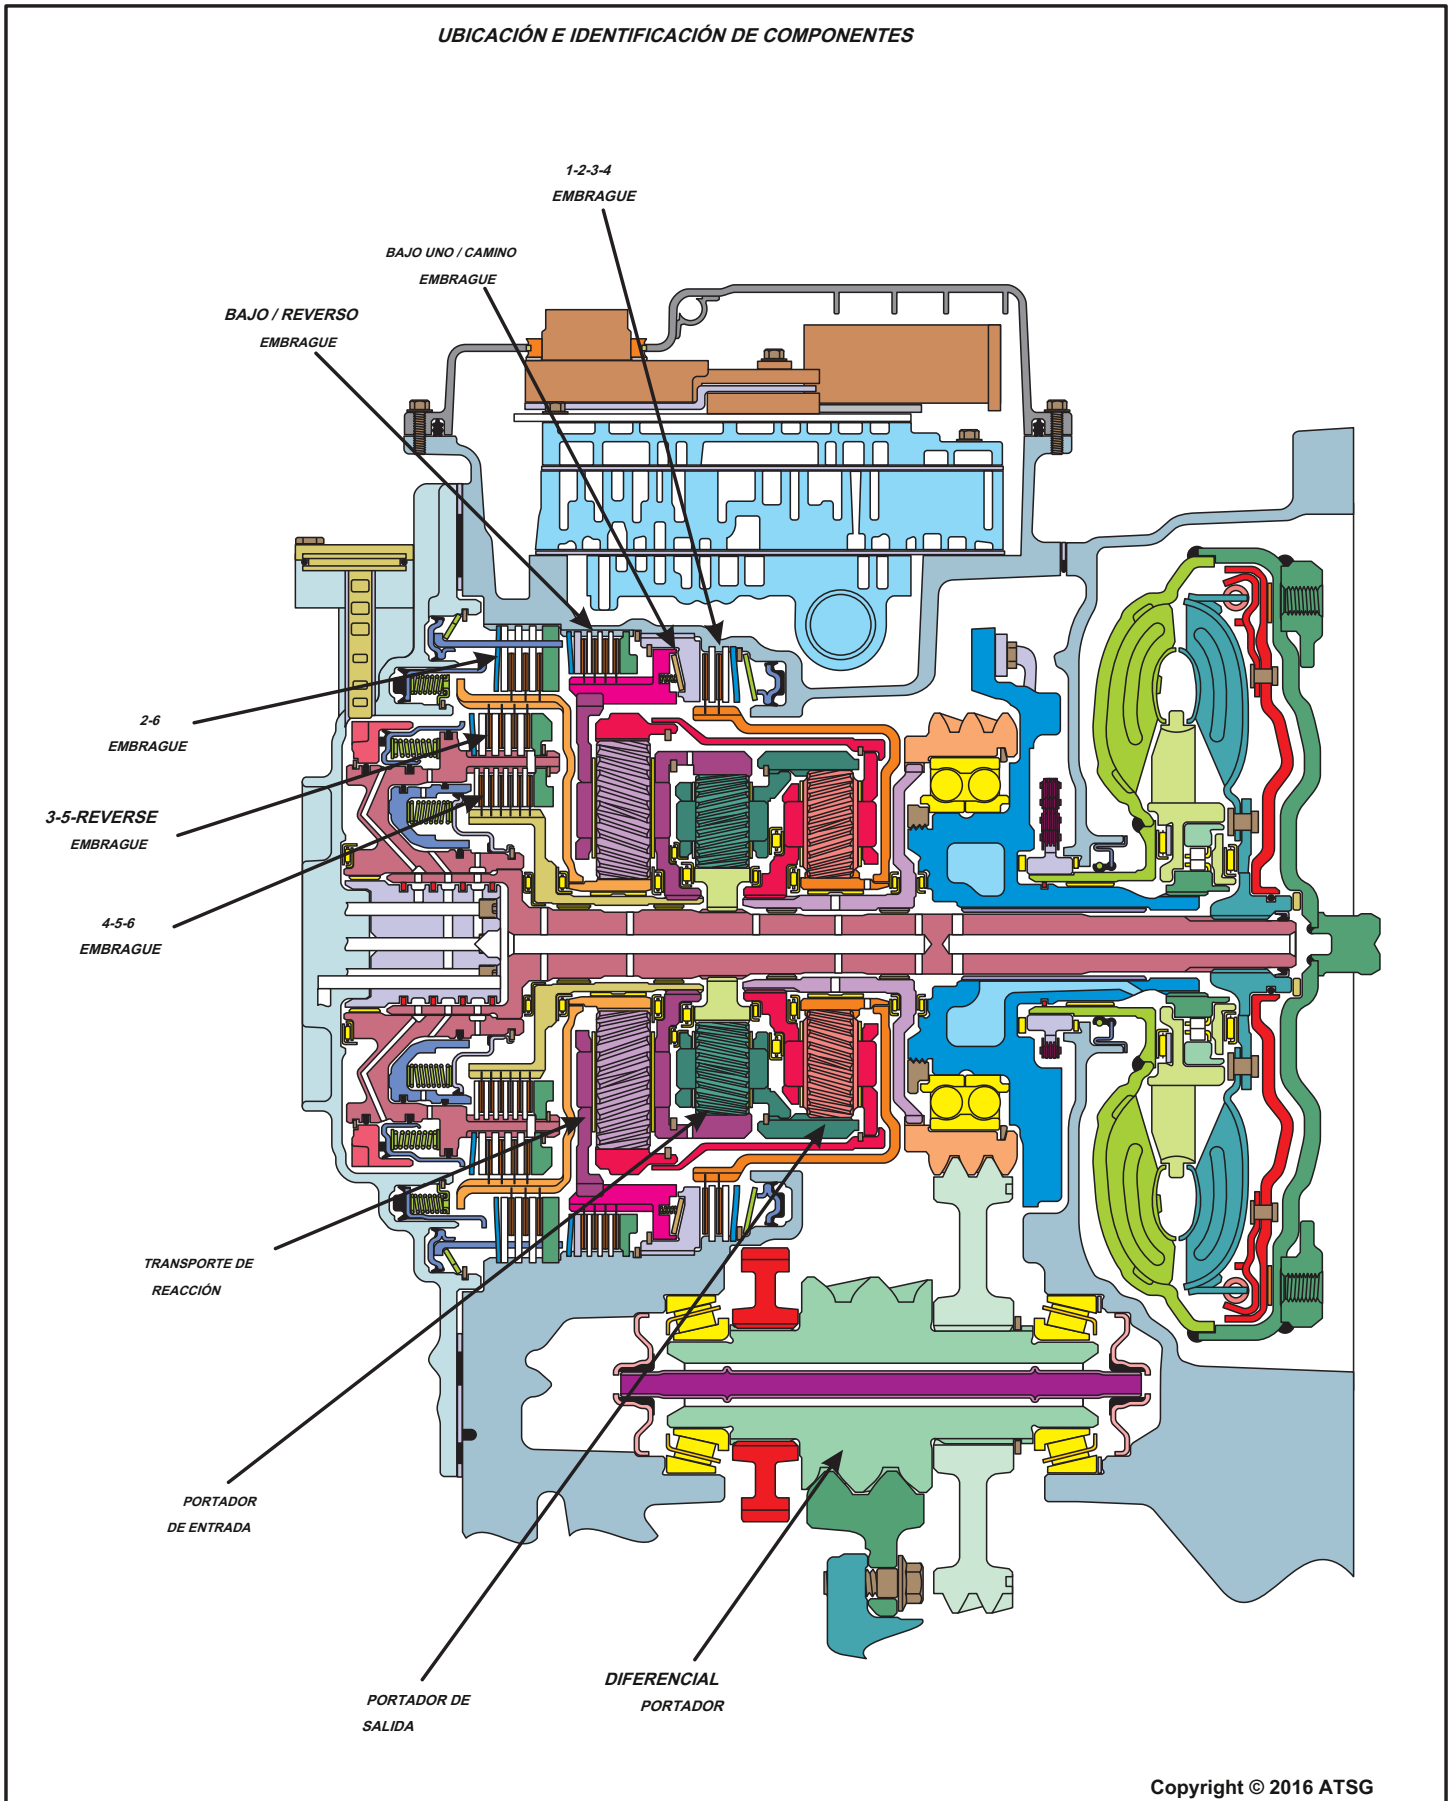 UBICACIÓN E IDENTIFICACIÓN DE COMPONENTES
1-2-3-4
EMBRAGUE
BAJO UNO / CAMINO
EMBRAGUE
BAJO / REVERSO
EMBRAGUE
2-6
EMBRAGUE
3-5-REVERSE
EMBRAGUE
4-5-6
EMBRAGUE
TRANSPORTE DE
REACCIÓN
PORTADOR
DE ENTRADA
PORTADOR DE
SALIDA
DIFERENCIAL
PORTADOR
Copyright © 2016 ATSG